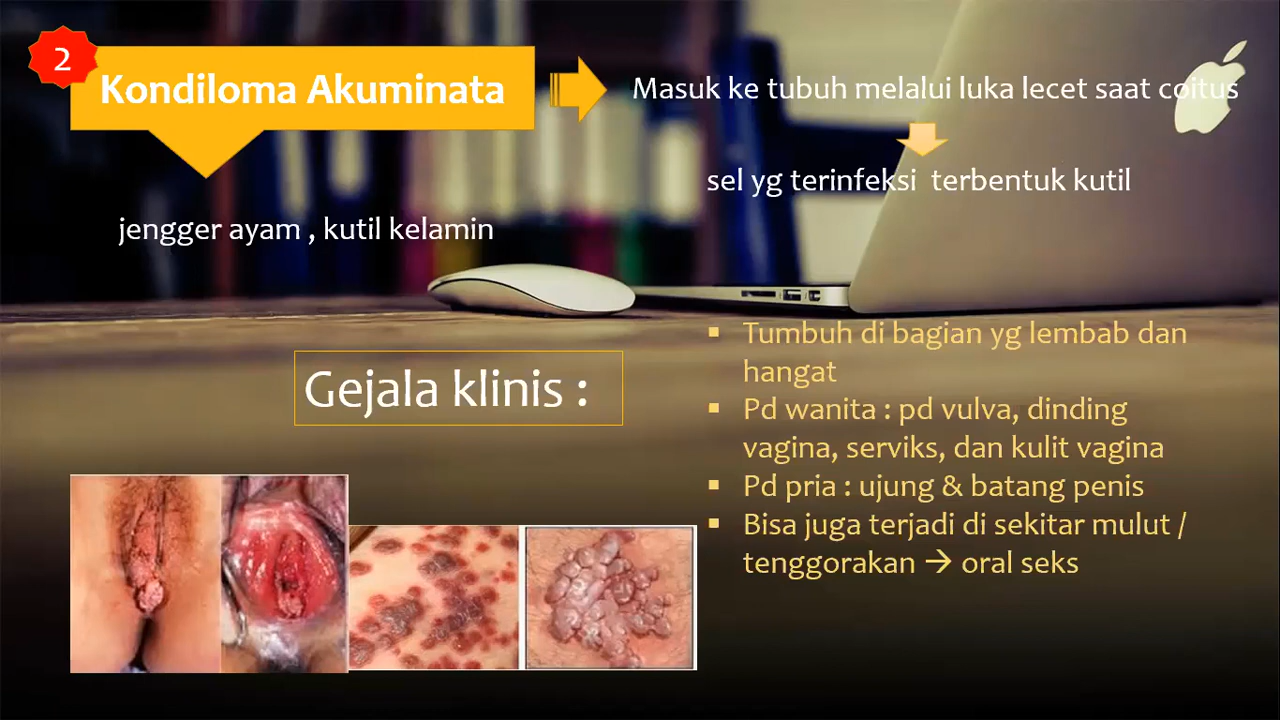 2
Kondiloma Akuminata
Masuk ke tubuh melalui luka lecet saat coitus
sel yg terinfeksi  terbentuk kutil
jengger ayam , kutil kelamin
Gejala klinis :
▪ Tumbuh di bagian yg lembab dan
hangat
▪ Pd wanita : pd vulva, dinding
vagina, serviks, dan kulit vagina
▪ Pd pria : ujung & batang penis
▪ Bisa juga terjadi di sekitar mulut /
tenggorakan → oral seks